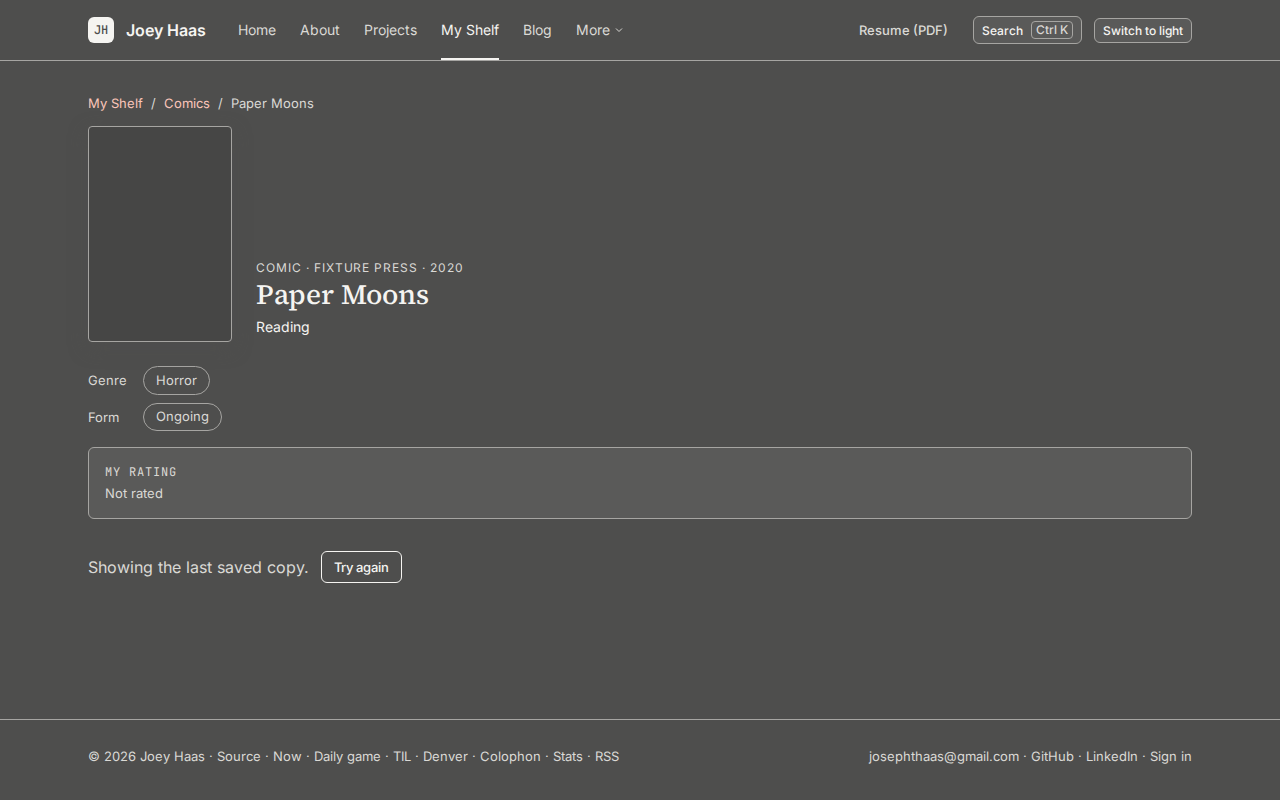 JH Joey Haas Home About Projects My Shelf Blog More Resume (PDF) Search Ctrl K Switch to light
My Shelf / Comics / Paper Moons
COMIC · FIXTURE PRESS · 2020
Paper Moons
Reading
Genre Horror
Form Ongoing
MY RATING
Not rated
Showing the last saved copy. Try again
© 2026 Joey Haas · Source · Now · Daily game · TIL · Denver · Colophon · Stats · RSS josephthaas@gmail.com · GitHub · LinkedIn · Sign in